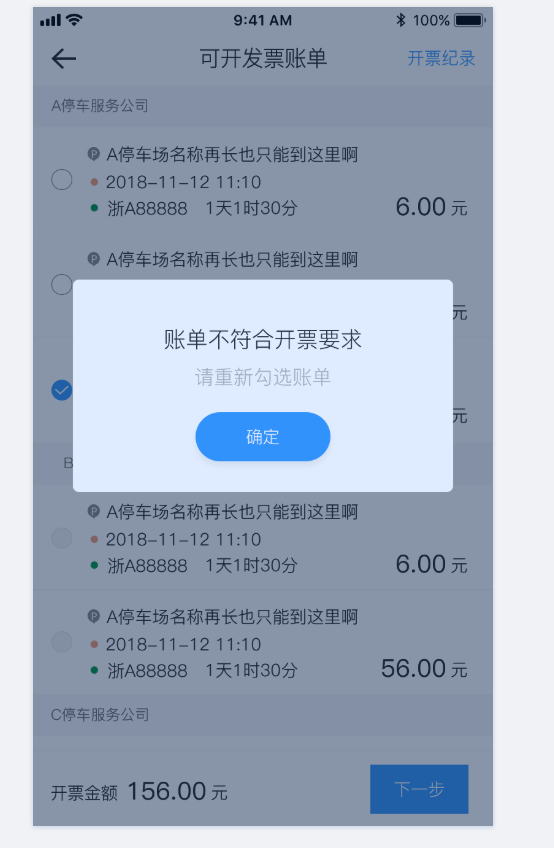 9:41 AM 100%
可开发票账单 开票纪录
A停车服务公司
A停车场名称再长也只能到这里啊
2018-11-12 11:10
浙A88888 1天1时30分 6.00 元
A停车场名称再长也只能到这里啊
元
账单不符合开票要求
请重新勾选账单
元
确定
B
A停车场名称再长也只能到这里啊
2018-11-12 11:10
浙A88888 1天1时30分 6.00 元
A停车场名称再长也只能到这里啊
2018-11-12 11:10
浙A88888 1天1时30分 56.00 元
C停车服务公司
开票金额 156.00 元 下一步